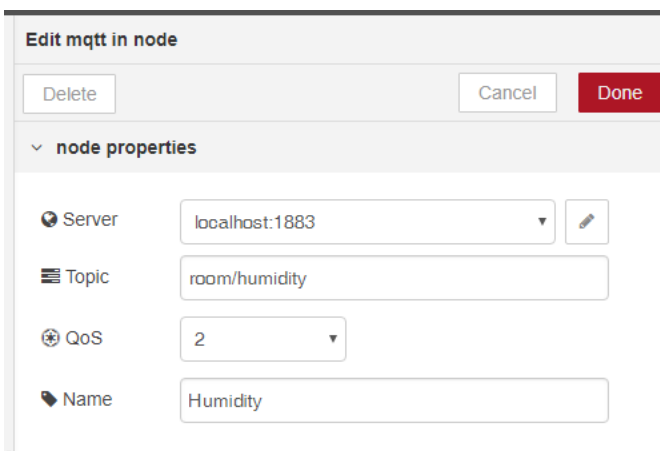 Edit mqtt in node
Delete Cancel Done
node properties
Server localhost:1883
Topic room/humidity
QoS 2
Name Humidity